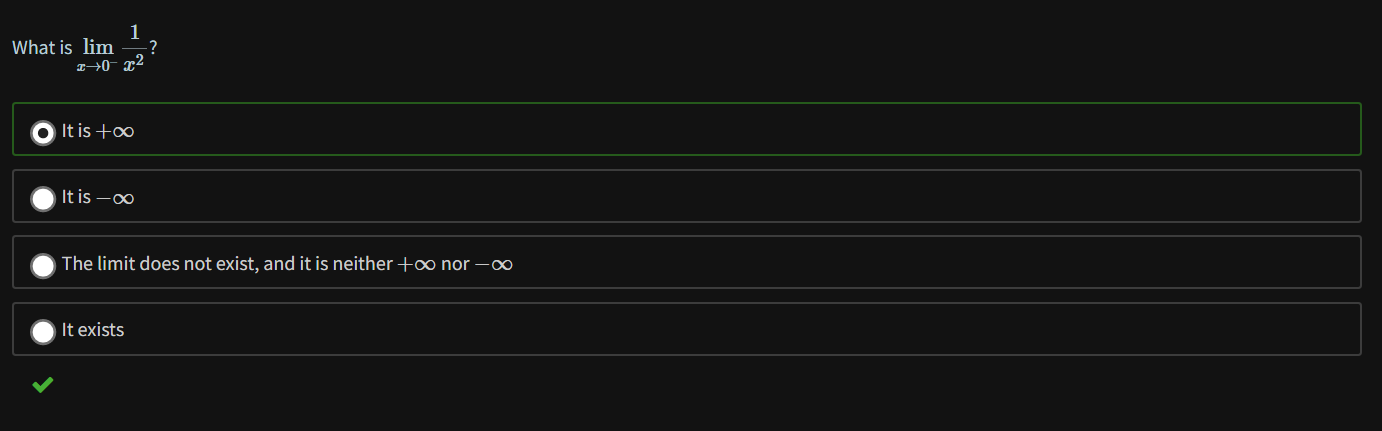 What is lim x→0⁻ 1/x²?
It is +∞
It is −∞
The limit does not exist, and it is neither +∞ nor −∞
It exists